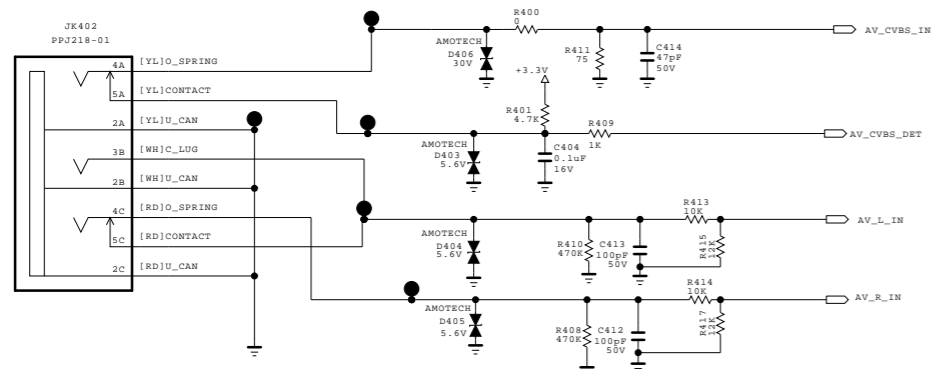 JK402
PPJ218-01
4A [YL]O_SPRING
5A [YL]CONTACT
2A [YL]U_CAN
3B [WH]C_LUG
2B [WH]U_CAN
4C [RD]O_SPRING
5C [RD]CONTACT
2C [RD]U_CAN
R400
0
AV_CVBS_IN
AMOTECH
D406
30V
R411
75
C414
47pF
50V
+3.3V
R401
4.7K
R409
1K
AV_CVBS_DET
AMOTECH
D403
5.6V
C404
0.1uF
16V
R413
10K
AV_L_IN
AMOTECH
D404
5.6V
R410
470K
C413
100pF
50V
R415
12K
R414
10K
AV_R_IN
AMOTECH
D405
5.6V
R408
470K
C412
100pF
50V
R417
12K